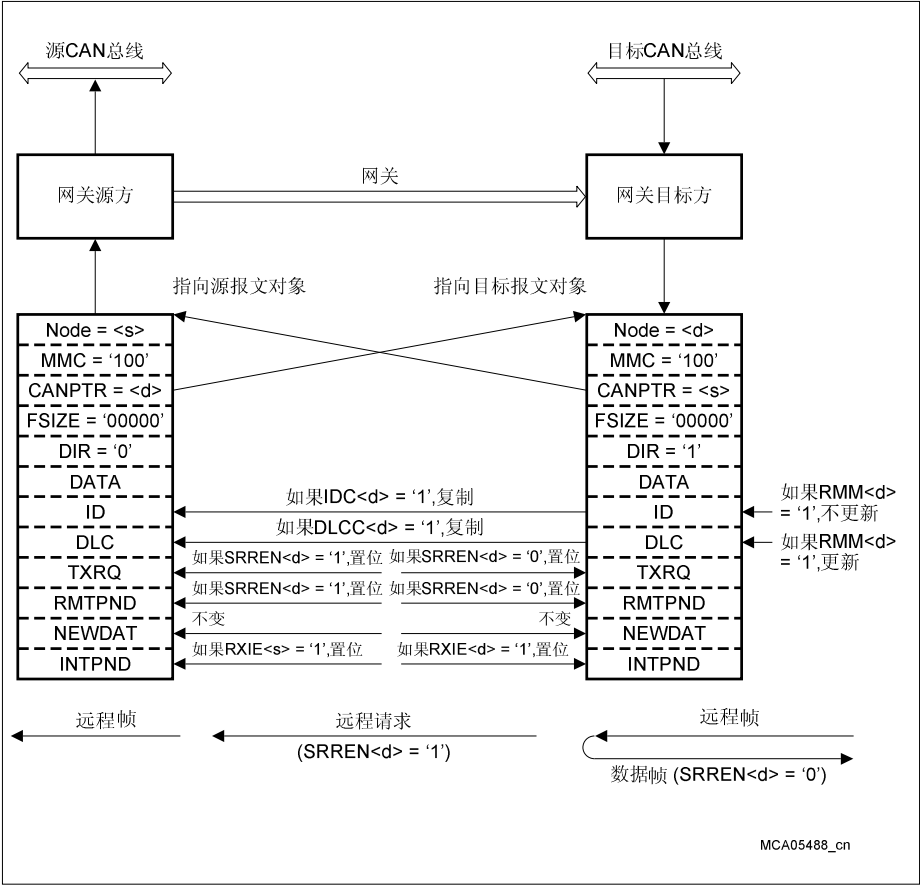 源CAN总线
目标CAN总线
网关源方
网关
网关目标方
指向源报文对象
指向目标报文对象
Node = <s>
MMC = ‘100’
CANPTR = <d>
FSIZE = ‘00000’
DIR = ‘0’
DATA
ID
DLC
TXRQ
RMTPND
NEWDAT
INTPND
如果IDC<d> = ‘1’,复制
如果DLCC<d> = ‘1’,复制
如果SRREN<d> = ‘1’,置位
如果SRREN<d> = ‘0’,置位
如果SRREN<d> = ‘1’,置位
如果SRREN<d> = ‘0’,置位
不变
不变
如果RXIE<s> = ‘1’,置位
如果RXIE<d> = ‘1’,置位
Node = <d>
MMC = ‘100’
CANPTR = <s>
FSIZE = ‘00000’
DIR = ‘1’
DATA
ID
DLC
TXRQ
RMTPND
NEWDAT
INTPND
如果RMM<d>
= ‘1’,不更新
如果RMM<d>
= ‘1’,更新
远程帧
远程请求
(SRREN<d> = ‘1’)
远程帧
数据帧 (SRREN<d> = ‘0’)
MCA05488_cn